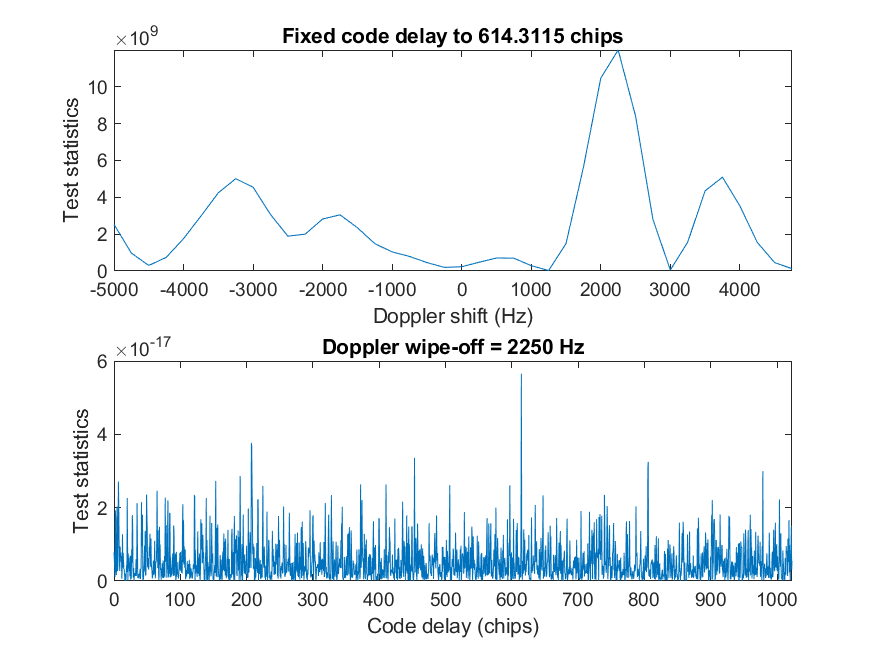 ×10^9
Fixed code delay to 614.3115 chips
Test statistics
10
8
6
4
2
0
-5000 -4000 -3000 -2000 -1000 0 1000 2000 3000 4000
Doppler shift (Hz)
×10^-17
Doppler wipe-off = 2250 Hz
Test statistics
6
4
2
0
0 100 200 300 400 500 600 700 800 900 1000
Code delay (chips)